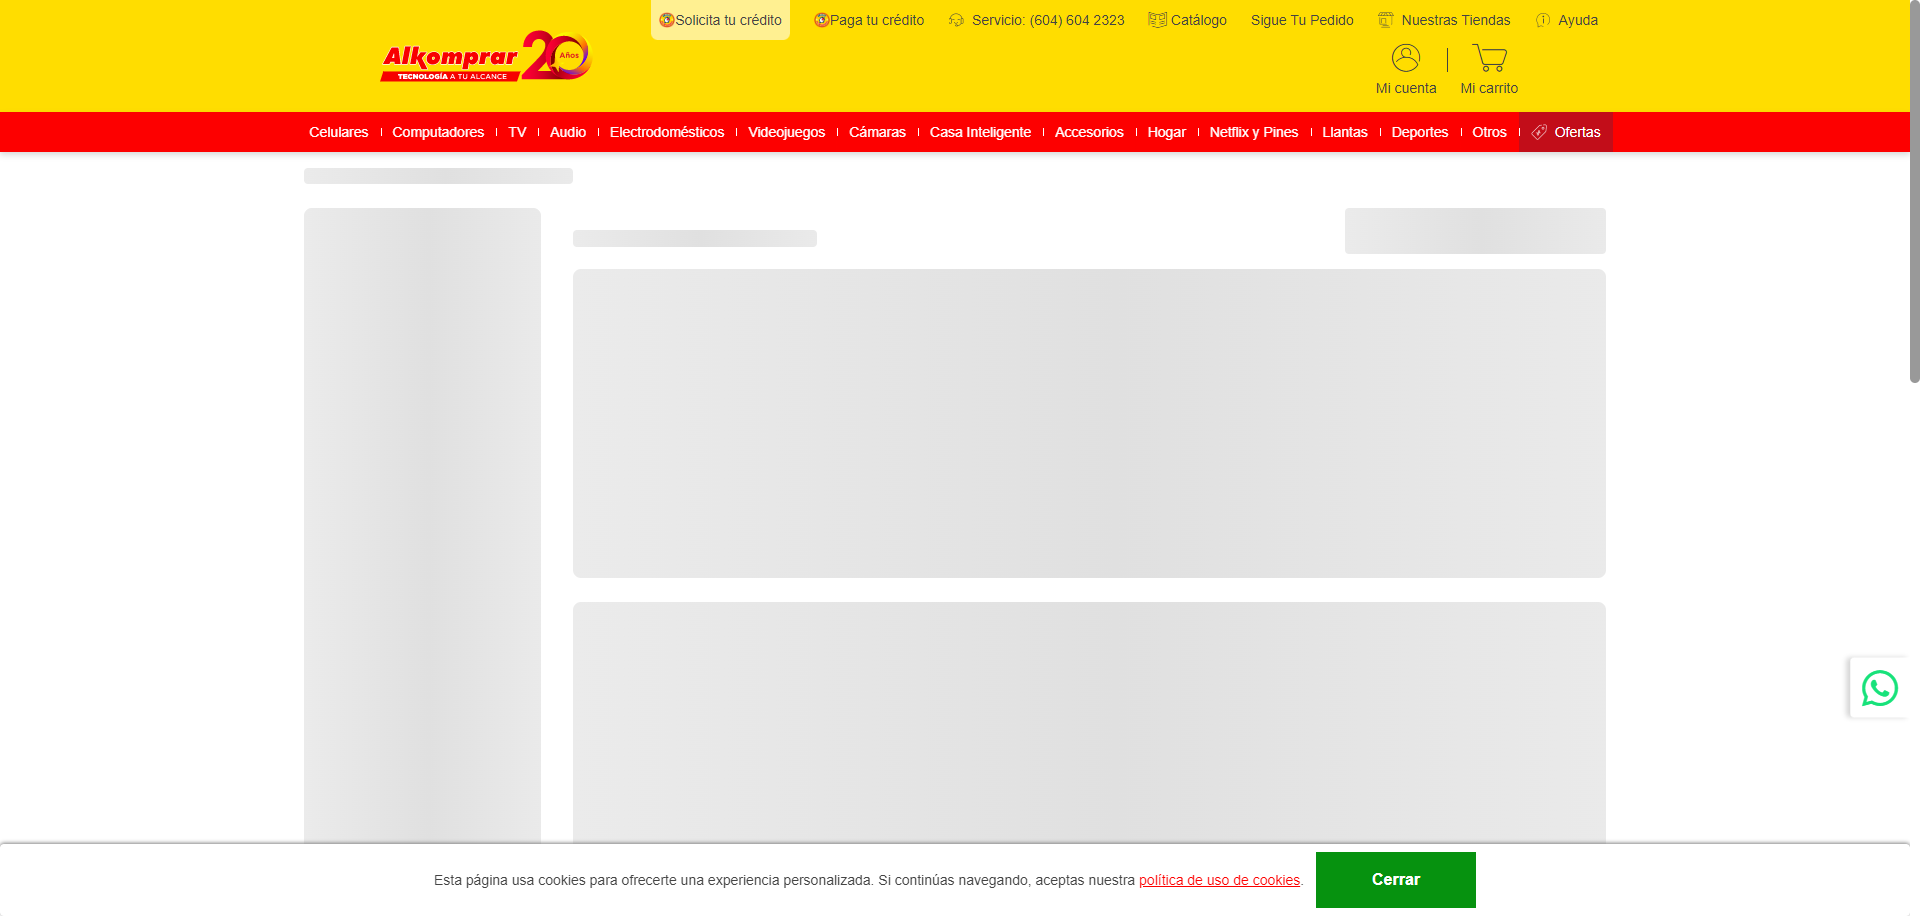 Solicita tu crédito
Paga tu crédito
Servicio: (604) 604 2323
Catálogo
Sigue Tu Pedido
Nuestras Tiendas
Ayuda
Alkomprar 20 Años
TECNOLOGÍA A TU ALCANCE
Mi cuenta
Mi carrito
Celulares
Computadores
TV
Audio
Electrodomésticos
Videojuegos
Cámaras
Casa Inteligente
Accesorios
Hogar
Netflix y Pines
Llantas
Deportes
Otros
Ofertas
Esta página usa cookies para ofrecerte una experiencia personalizada. Si continúas navegando, aceptas nuestra política de uso de cookies.
Cerrar